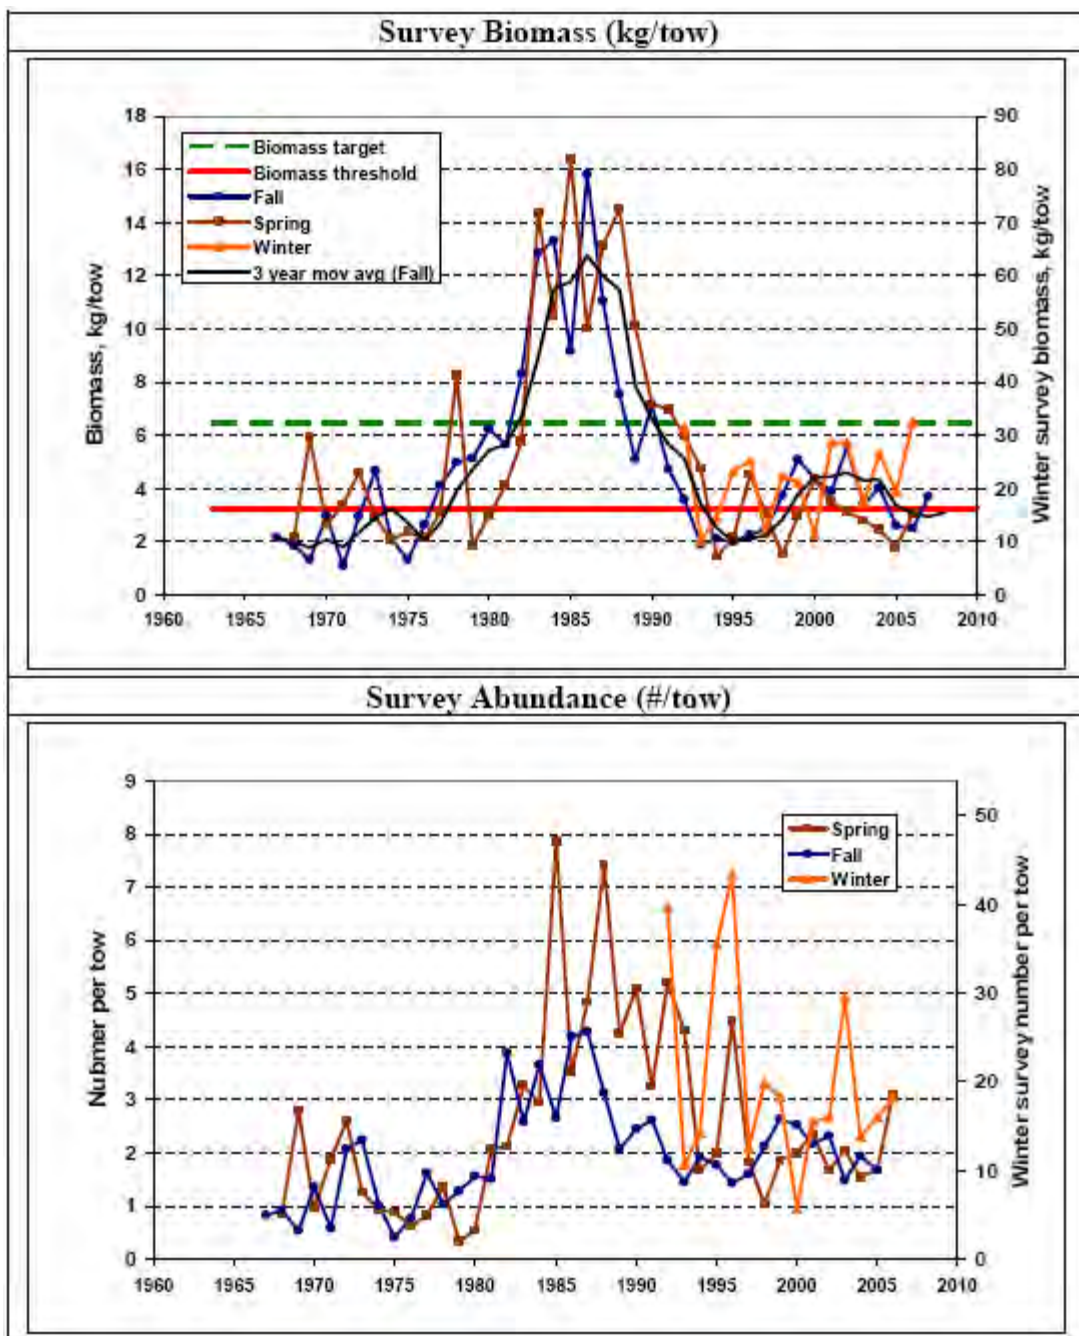 Survey Biomass (kg/tow)
18
16
14
12
10
8
6
4
2
0
Biomass, kg/tow
Biomass target
Biomass threshold
Fall
Spring
Winter
3 year mov avg (Fall)
90
80
70
60
50
40
30
20
10
0
Winter survey biomass, kg/tow
1960 1965 1970 1975 1980 1985 1990 1995 2000 2005 2010
Survey Abundance (#/tow)
9
8
7
6
5
4
3
2
1
0
Nubmer per tow
Spring
Fall
Winter
50
40
30
20
10
0
Winter survey number per tow
1960 1965 1970 1975 1980 1985 1990 1995 2000 2005 2010